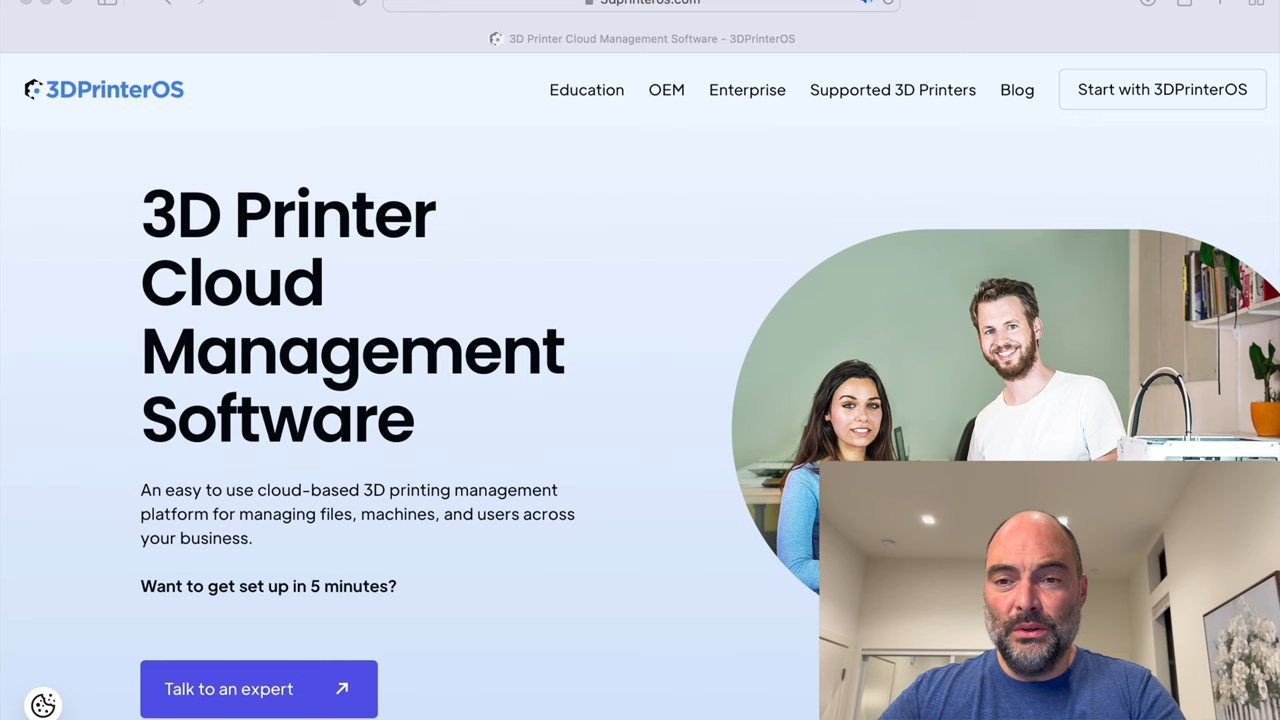 3dprinteros.com
3D Printer Cloud Management Software - 3DPrinterOS
3DPrinterOS
Education
OEM
Enterprise
Supported 3D Printers
Blog
Start with 3DPrinterOS
3D Printer
Cloud
Management
Software
An easy to use cloud-based 3D printing management
platform for managing files, machines, and users across
your business.
Want to get set up in 5 minutes?
Talk to an expert